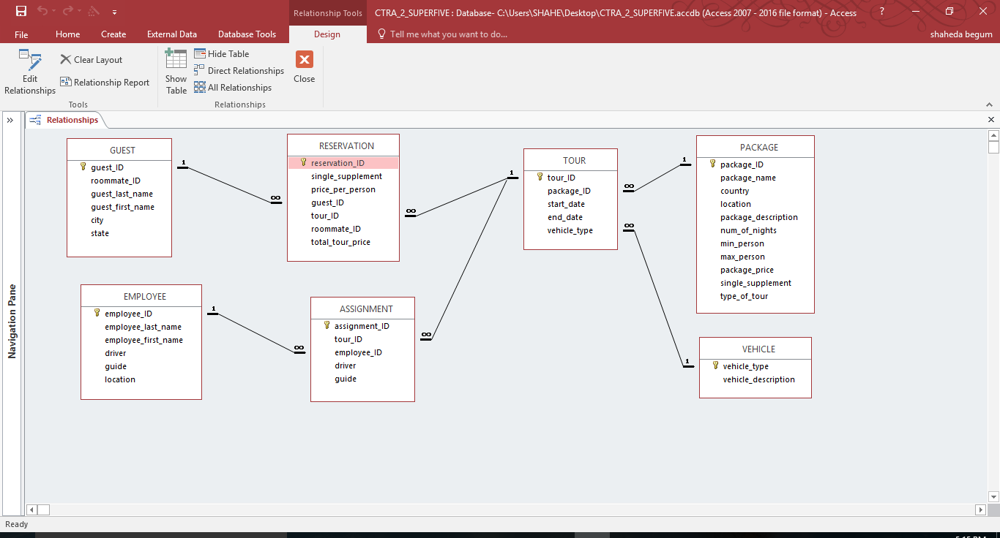 Relationship Tools
CTRA_2_SUPERFIVE : Database- C:\Users\SHAHE\Desktop\CTRA_2_SUPERFIVE.accdb (Access 2007 - 2016 file format) - Access
?
File
Home
Create
External Data
Database Tools
Design
Tell me what you want to do...
shaheda begum
Edit Relationships
Clear Layout
Relationship Report
Tools
Show Table
Hide Table
Direct Relationships
All Relationships
Relationships
Close
Relationships
Navigation Pane
GUEST
guest_ID
roommate_ID
guest_last_name
guest_first_name
city
state
1
∞
RESERVATION
reservation_ID
single_supplement
price_per_person
guest_ID
tour_ID
roommate_ID
total_tour_price
∞
1
TOUR
tour_ID
package_ID
start_date
end_date
vehicle_type
∞
1
∞
PACKAGE
package_ID
package_name
country
location
package_description
num_of_nights
min_person
max_person
package_price
single_supplement
type_of_tour
EMPLOYEE
employee_ID
employee_last_name
employee_first_name
driver
guide
location
1
∞
ASSIGNMENT
assignment_ID
tour_ID
employee_ID
driver
guide
∞
1
VEHICLE
vehicle_type
vehicle_description
Ready